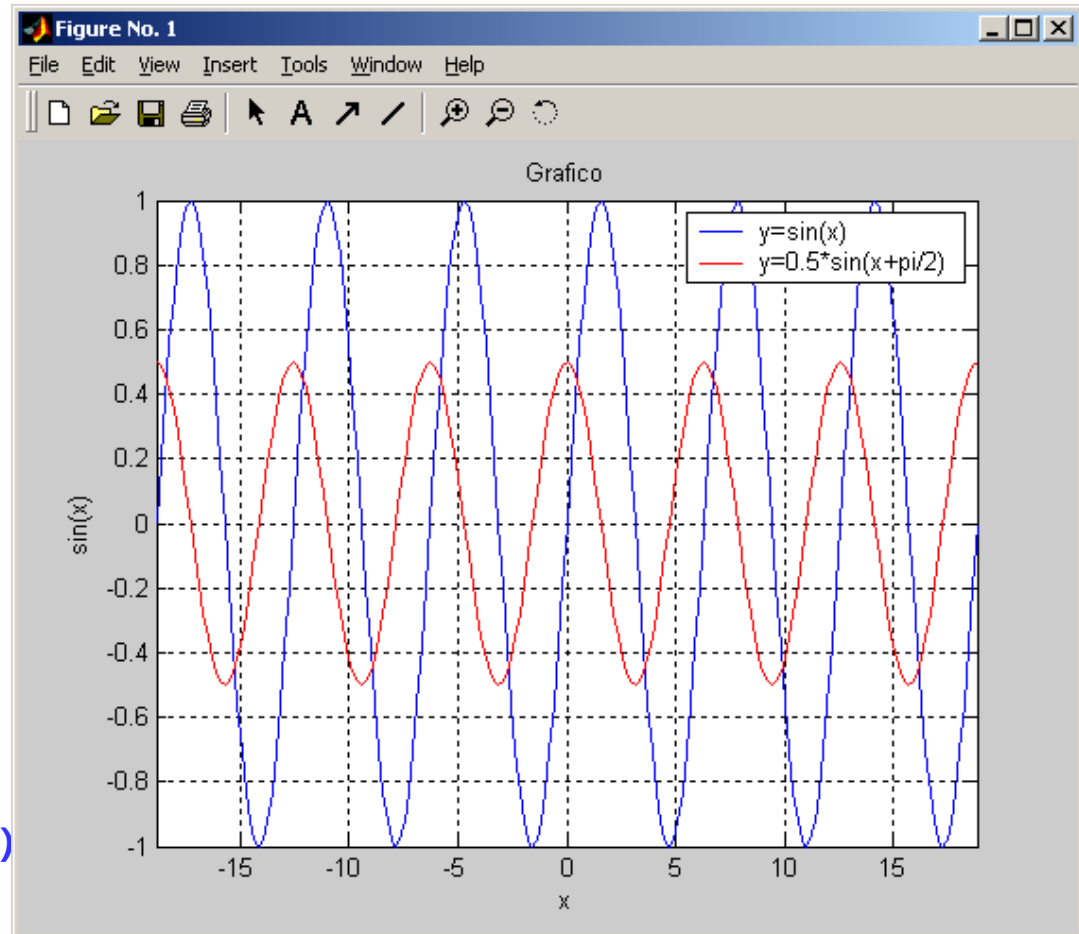 Figure No. 1
File Edit View Insert Tools Window Help
A
Grafico
y=sin(x)
y=0.5*sin(x+pi/2)
1
0.8
0.6
0.4
0.2
0
-0.2
-0.4
-0.6
-0.8
-1
sin(x)
)
-15 -10 -5 0 5 10 15
x